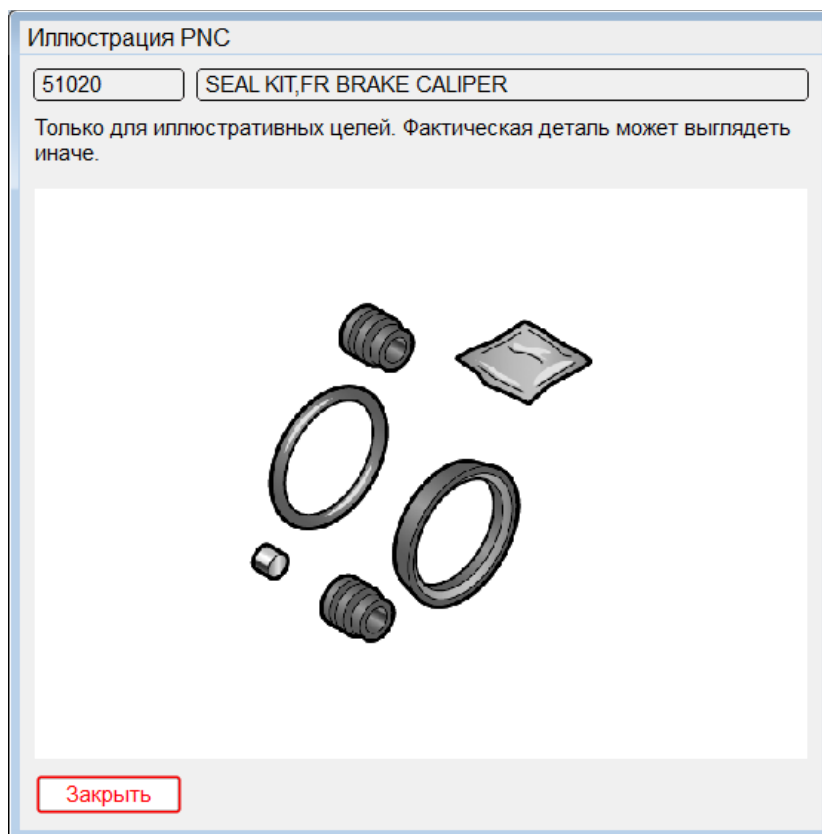 Иллюстрация PNC
51020 SEAL KIT,FR BRAKE CALIPER
Только для иллюстративных целей. Фактическая деталь может выглядеть
иначе.
Закрыть